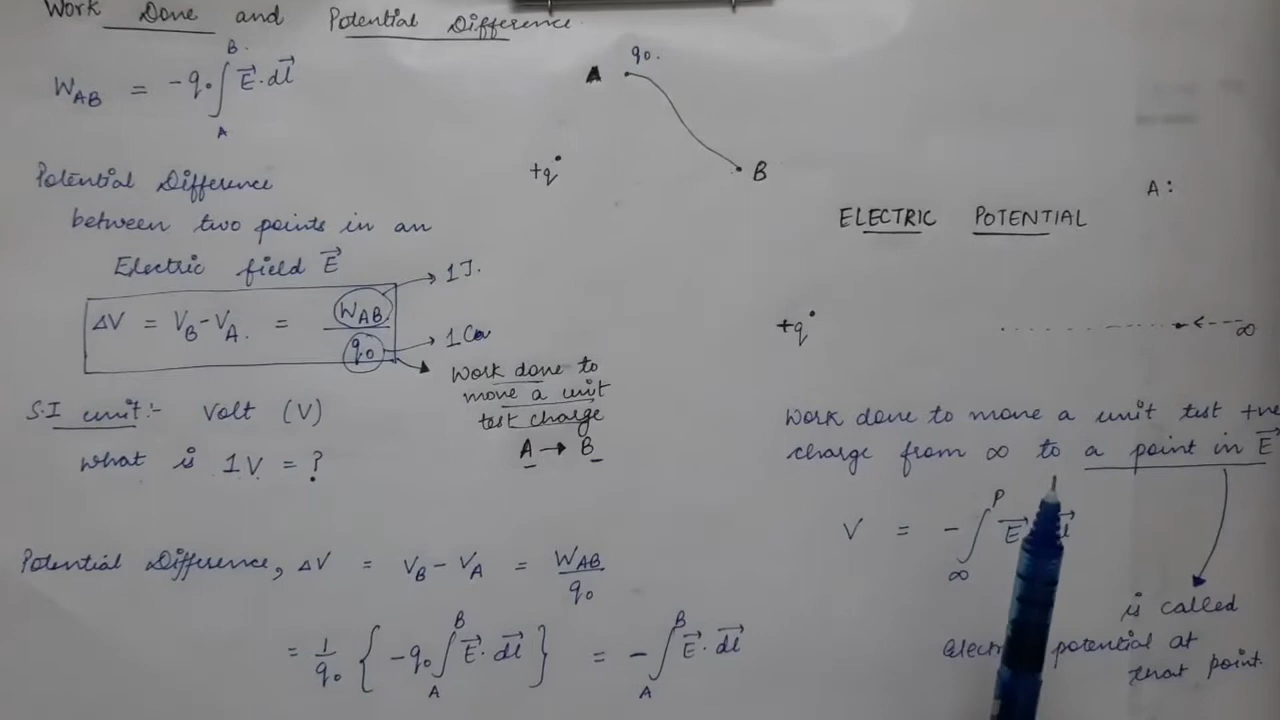 Work Done and Potential Difference
W_AB = -q₀ ∫_A^B E⃗.dl⃗
q₀.
A
B
+q
Potential Difference
between two points in an
Electric field E⃗
ΔV = V_B - V_A. = W_AB / q₀
1J.
1C
Work done to
move a unit
test charge
A → B
S.I unit:- Volt (V)
What is 1V = ?
Potential Difference, ΔV = V_B - V_A = W_AB / q₀
= 1/q₀ { -q₀ ∫_A^B E⃗.dl⃗ } = - ∫_A^B E⃗.dl⃗
A:
ELECTRIC POTENTIAL
+q
∞
Work done to move a unit test +ve
charge from ∞ to a point in E⃗
V = - ∫_∞^P E⃗
is called
potential at
that point.